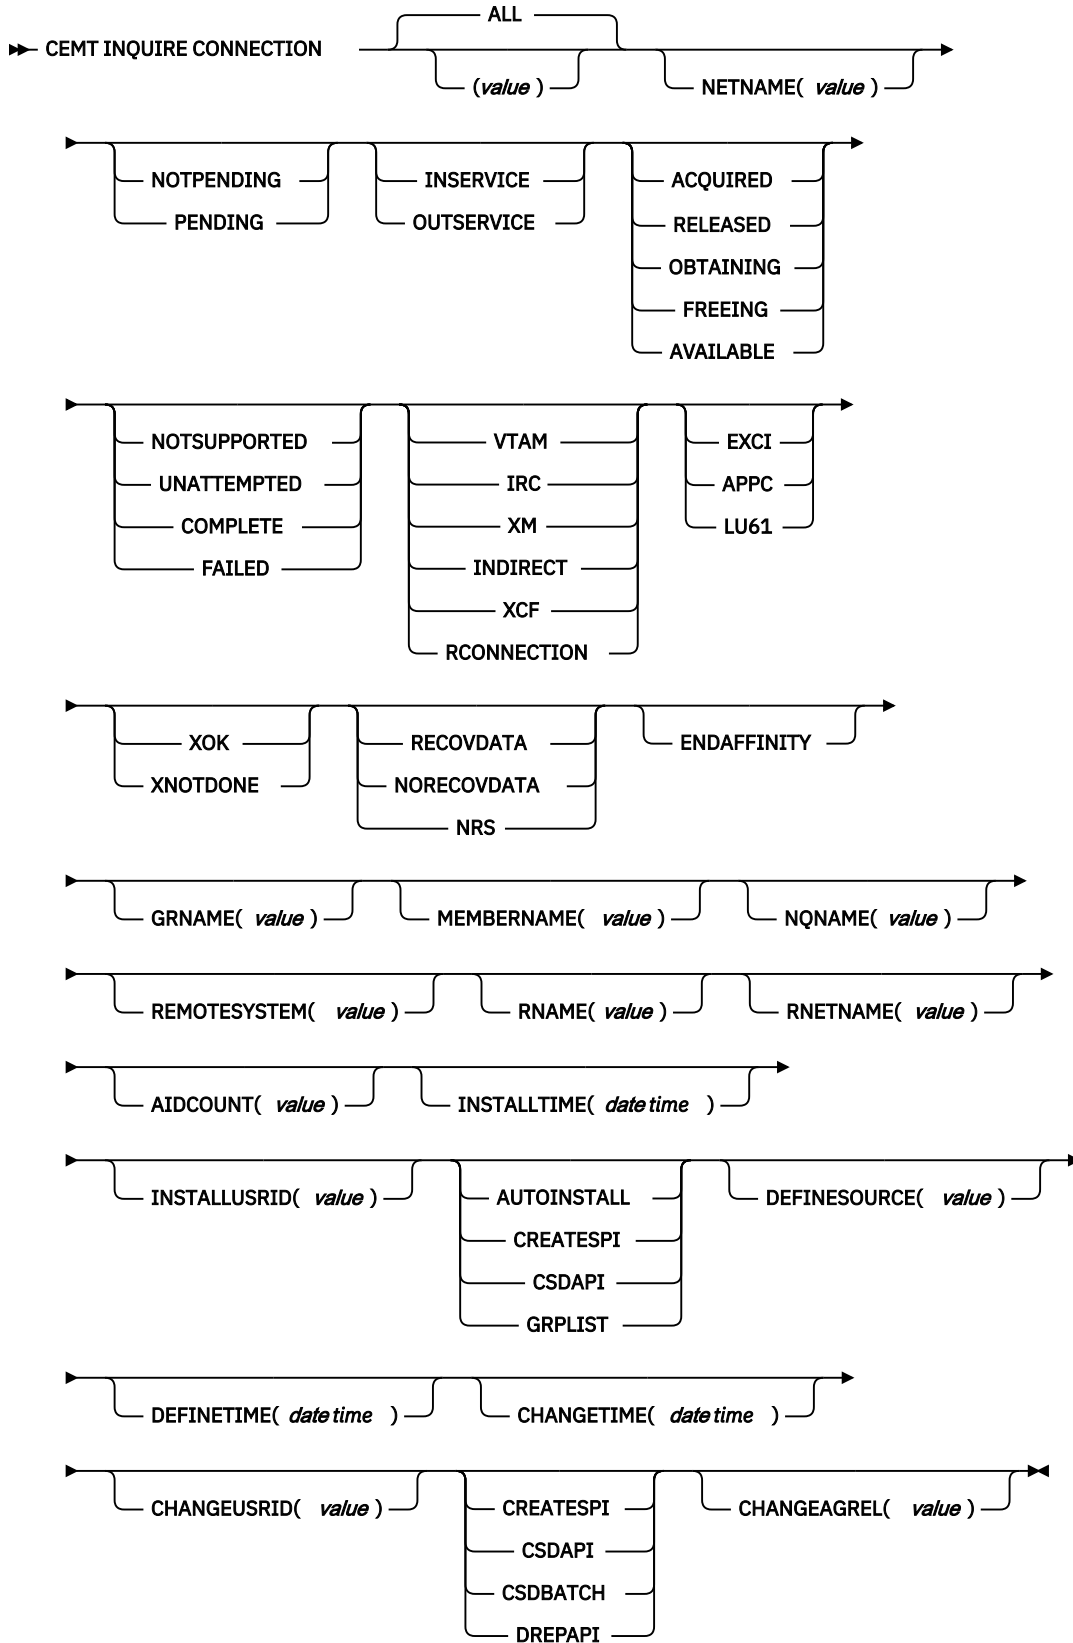 ALL
CEMT INQUIRE CONNECTION
(value)
NETNAME( value )
NOTPENDING
PENDING
INSERVICE
OUTSERVICE
ACQUIRED
RELEASED
OBTAINING
FREEING
AVAILABLE
NOTSUPPORTED
UNATTEMPTED
COMPLETE
FAILED
VTAM
IRC
XM
INDIRECT
XCF
RCONNECTION
EXCI
APPC
LU61
XOK
XNOTDONE
RECOVDATA
NORECOVDATA
NRS
ENDAFFINITY
GRNAME( value )
MEMBERNAME( value )
NQNAME( value )
REMOTESYSTEM( value )
RNAME( value )
RNETNAME( value )
AIDCOUNT( value )
INSTALLTIME( date time )
INSTALLUSRID( value )
AUTOINSTALL
CREATESPI
CSDAPI
GRPLIST
DEFINESOURCE( value )
DEFINETIME( date time )
CHANGETIME( date time )
CHANGEUSRID( value )
CREATESPI
CSDAPI
CSDBATCH
DREPAPI
CHANGEAGREL( value )